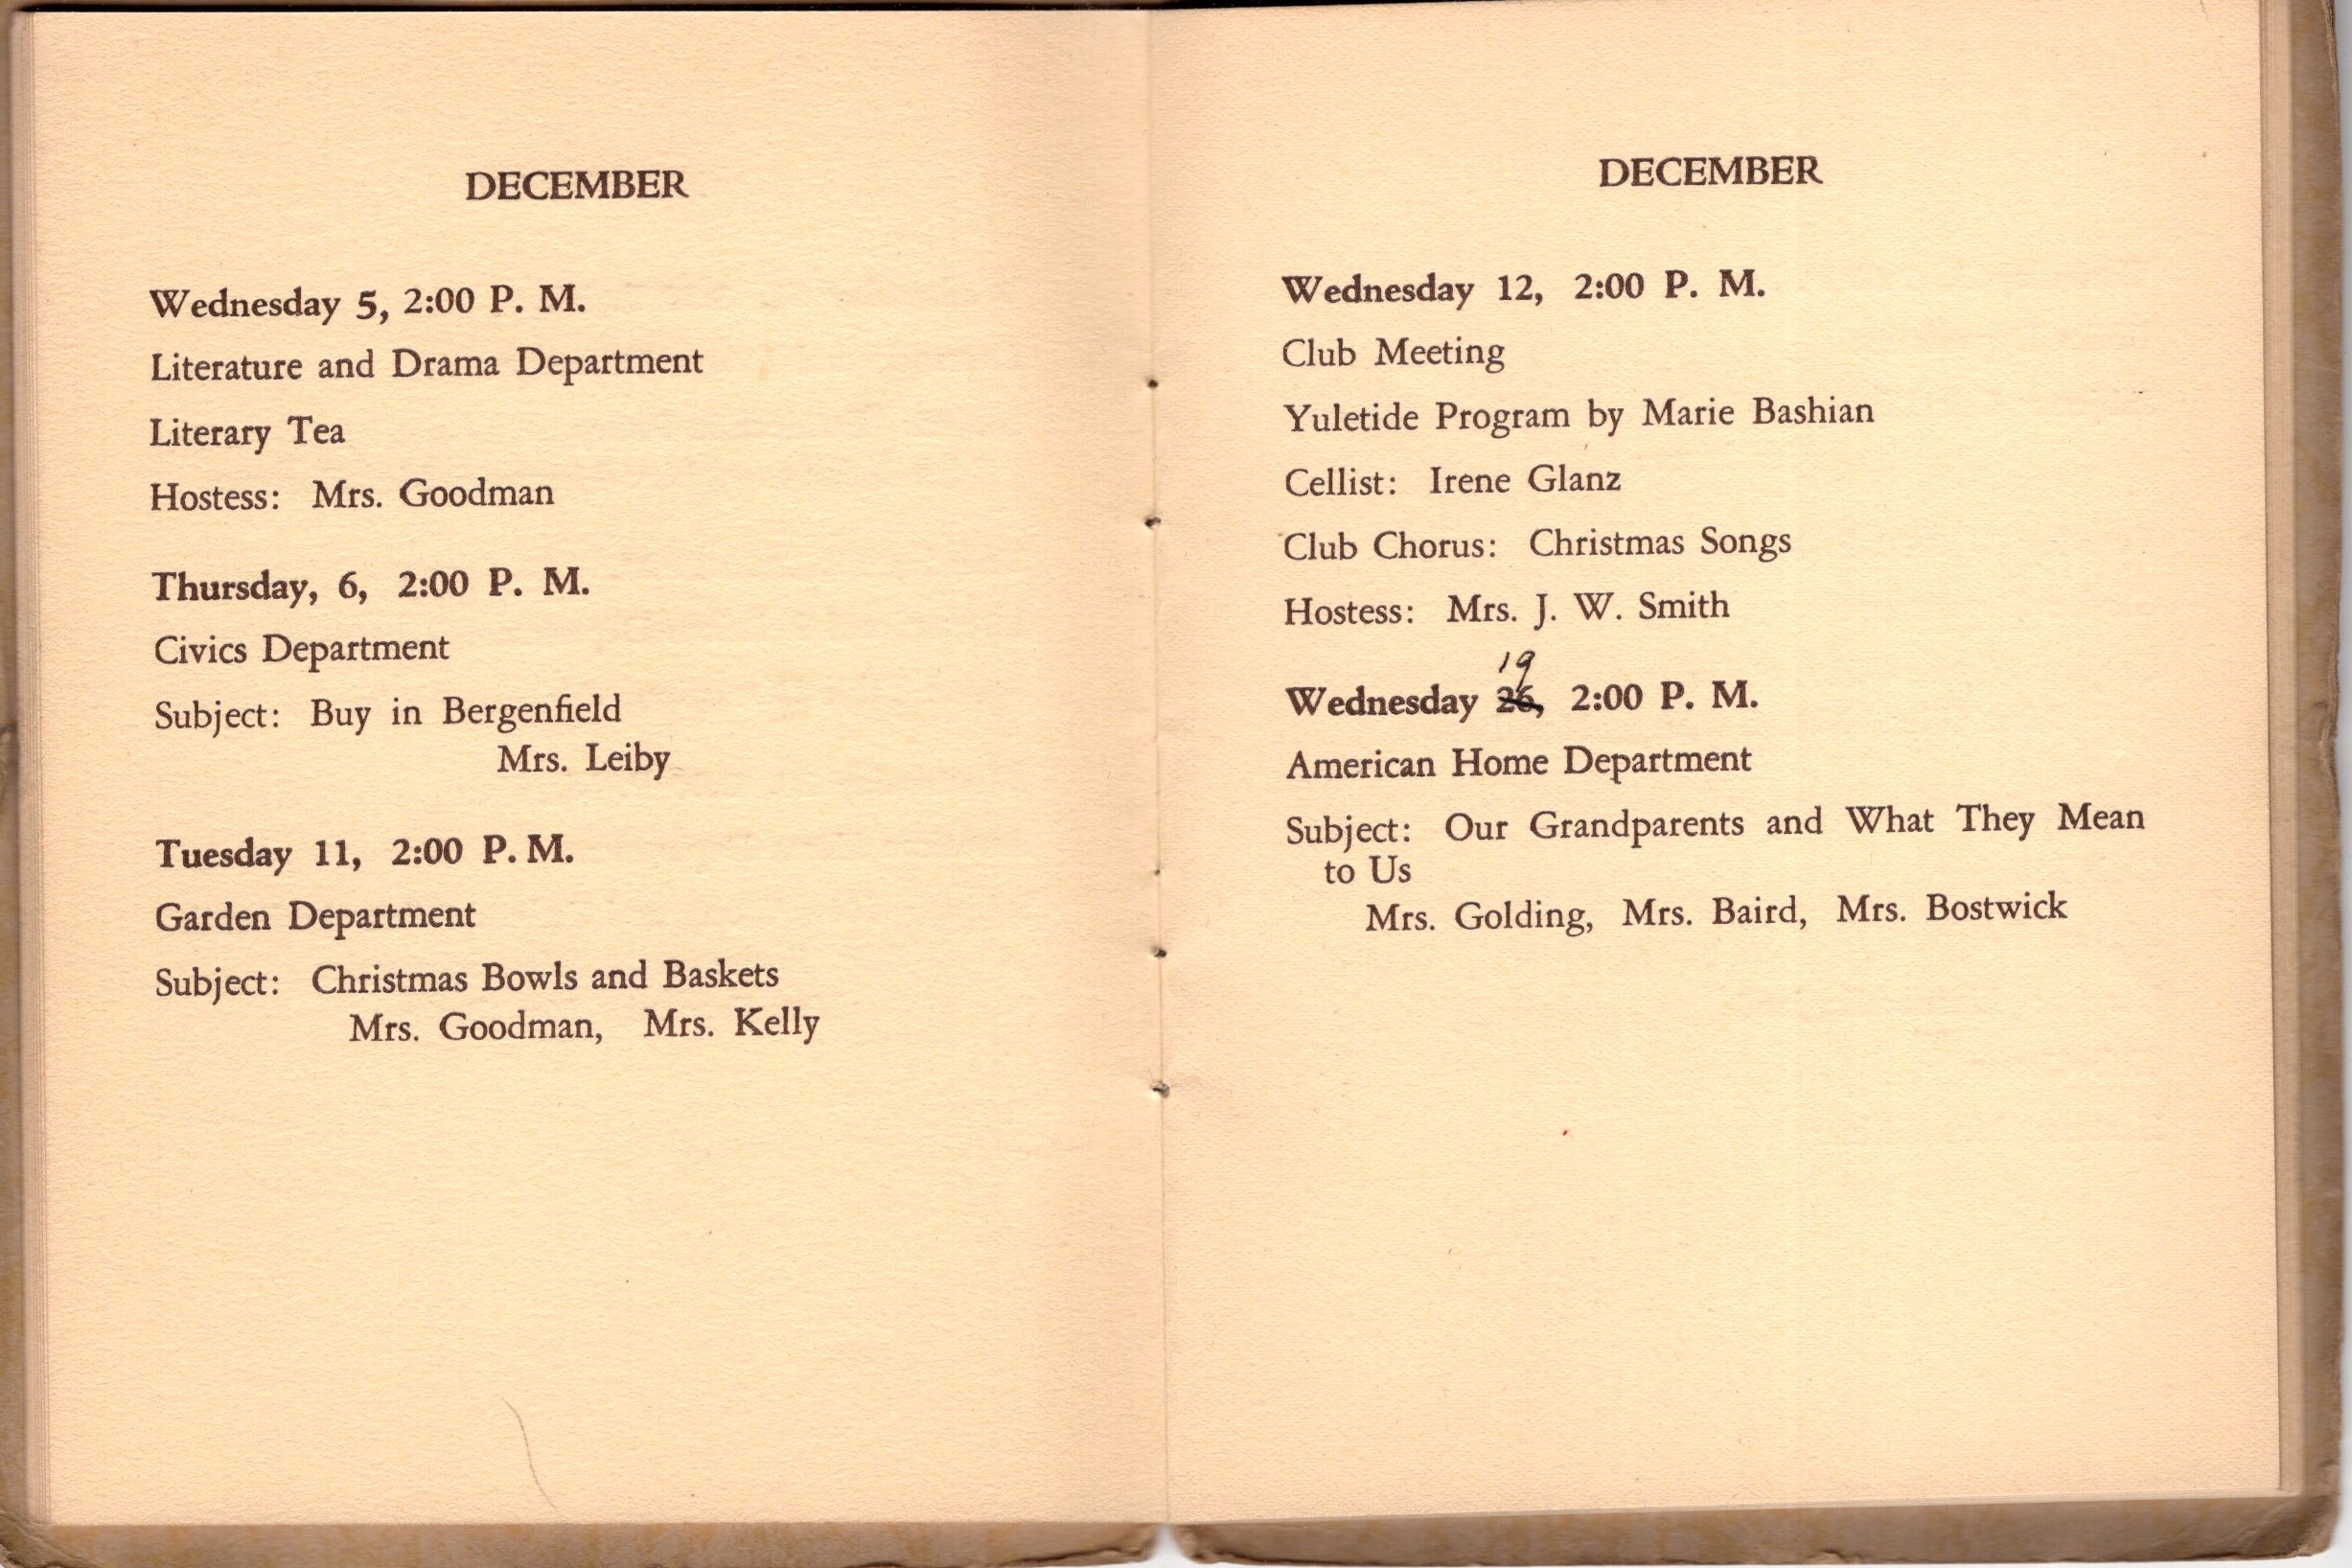 DECEMBER
Wednesday 5, 2:00 P. M.
Literature and Drama Department
Literary Tea
Hostess: Mrs. Goodman
Thursday, 6, 2:00 P. M.
Civics Department
Subject: Buy in Bergenfield
Mrs. Leiby
Tuesday 11, 2:00 P. M.
Garden Department
Subject: Christmas Bowls and Baskets
Mrs. Goodman, Mrs. Kelly
DECEMBER
Wednesday 12, 2:00 P. M.
Club Meeting
Yuletide Program by Marie Bashian
Cellist: Irene Glanz
Club Chorus: Christmas Songs
Hostess: Mrs. J. W. Smith
19
Wednesday 26, 2:00 P. M.
American Home Department
Subject: Our Grandparents and What They Mean
to Us
Mrs. Golding, Mrs. Baird, Mrs. Bostwick